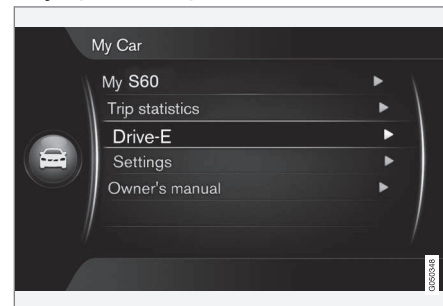 My Car
My S60
Trip statistics
Drive-E
Settings
Owner's manual
G050348